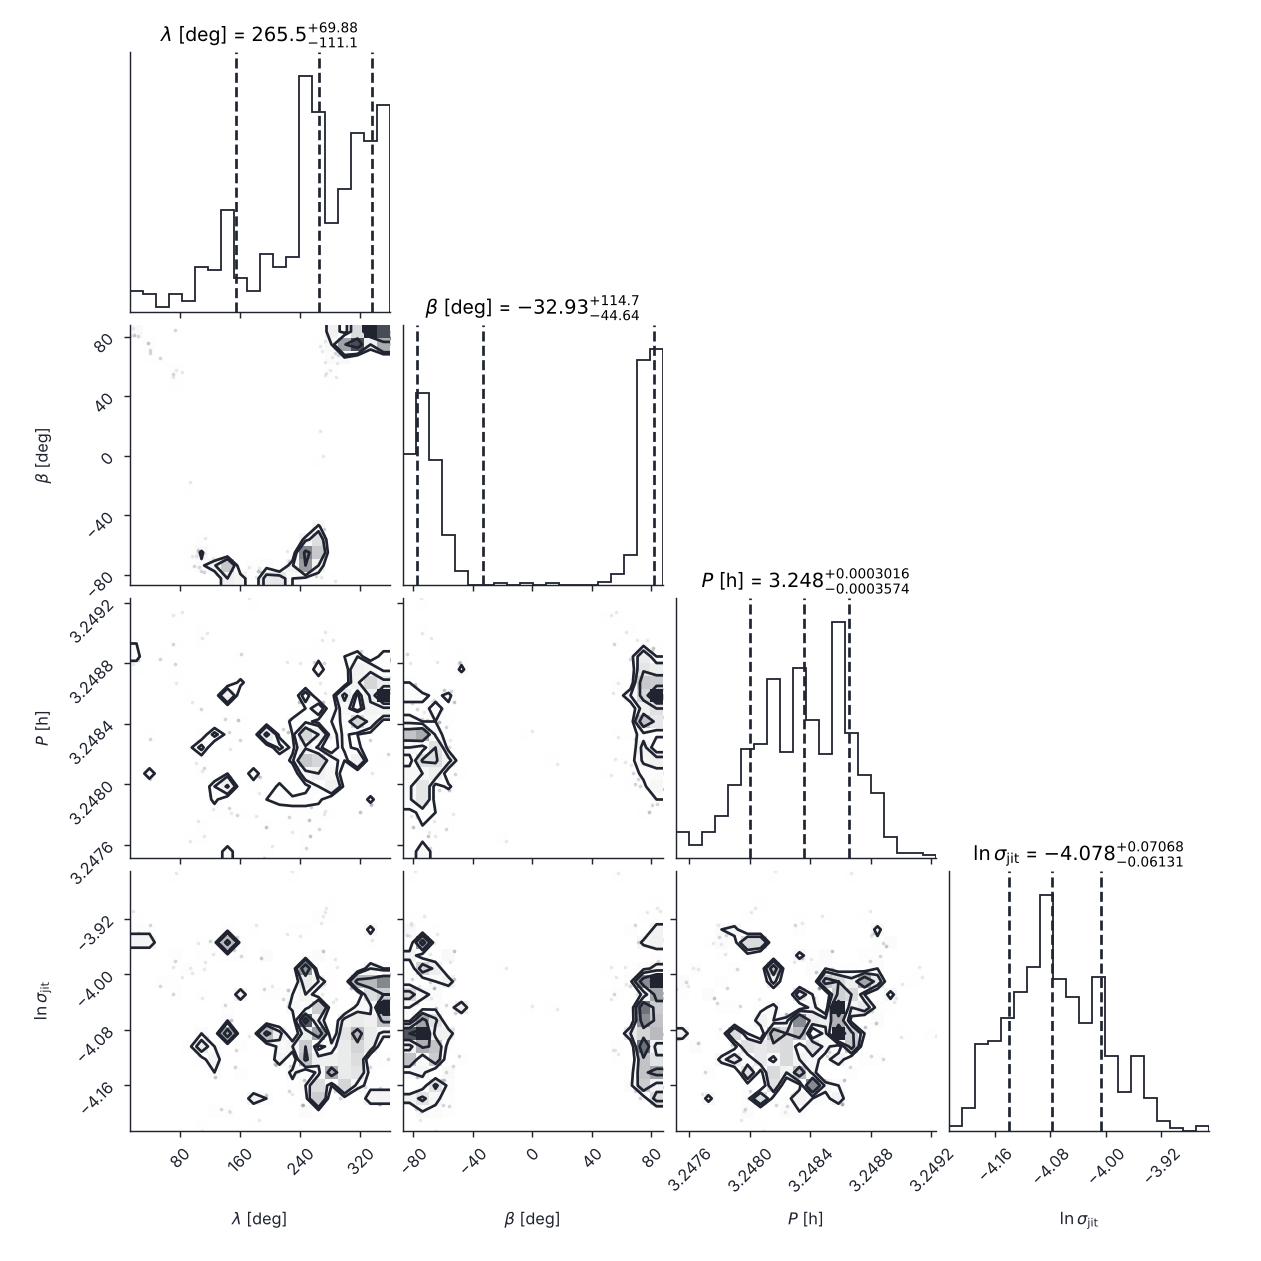 λ [deg] = 265.5+69.88−111.1
β [deg] = −32.93+114.7−44.64
80
40
0
−40
−80
β [deg]
P [h] = 3.248+0.0003016−0.0003574
3.2492
3.2488
3.2484
3.2480
3.2476
P [h]
ln σjit = −4.078+0.07068−0.06131
−3.92
−4.00
−4.08
−4.16
ln σjit
80 160 240 320
−80 −40 0 40 80
3.2476 3.2480 3.2484 3.2488 3.2492
−4.16 −4.08 −4.00 −3.92
λ [deg]
β [deg]
P [h]
ln σjit